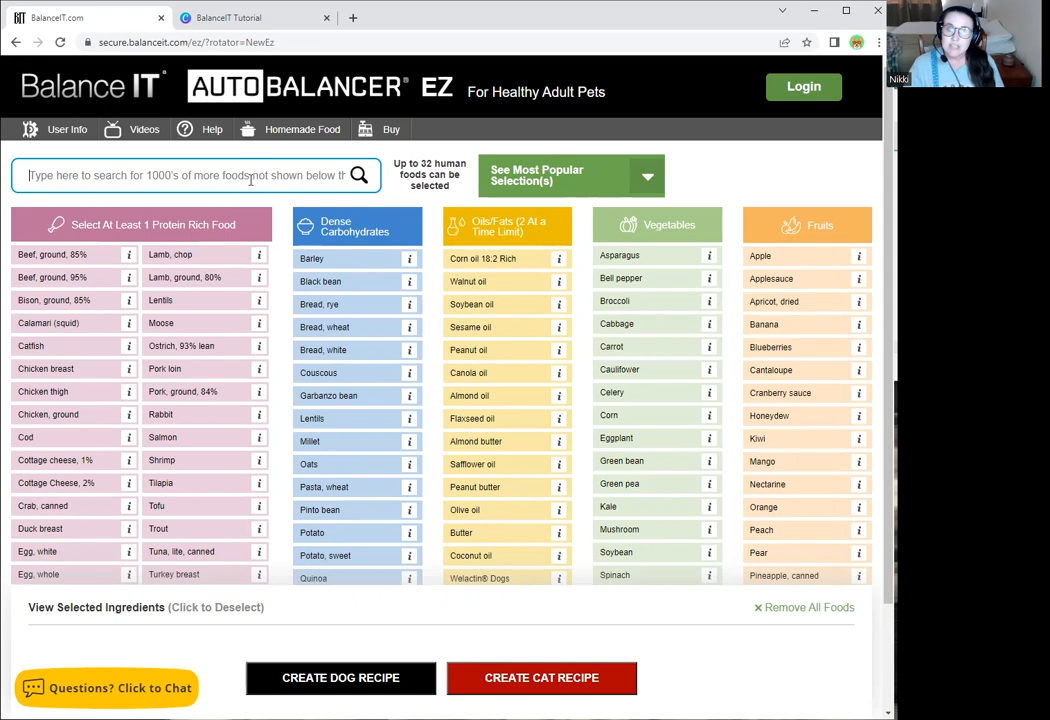 BalanceIT.com
BalanceIT Tutorial
secure.balanceit.com/ez/?rotator=NewEz
Nikki
Balance IT® AUTOBALANCER® EZ For Healthy Adult Pets
Login
User Info
Videos
Help
Homemade Food
Buy
Type here to search for 1000's of more foods not shown below th
Up to 32 human
foods can be
selected
See Most Popular
Selection(s)
Select At Least 1 Protein Rich Food
Beef, ground, 85%
Lamb, chop
Beef, ground, 95%
Lamb, ground, 80%
Bison, ground, 85%
Lentils
Calamari (squid)
Moose
Catfish
Ostrich, 93% lean
Chicken breast
Pork loin
Chicken thigh
Pork, ground, 84%
Chicken, ground
Rabbit
Cod
Salmon
Cottage cheese, 1%
Shrimp
Cottage Cheese, 2%
Tilapia
Crab, canned
Tofu
Duck breast
Trout
Egg, white
Tuna, lite, canned
Egg, whole
Turkey breast
Dense
Carbohydrates
Barley
Black bean
Bread, rye
Bread, wheat
Bread, white
Couscous
Garbanzo bean
Lentils
Millet
Oats
Pasta, wheat
Pinto bean
Potato
Potato, sweet
Quinoa
Oils/Fats (2 At a
Time Limit)
Corn oil 18:2 Rich
Walnut oil
Soybean oil
Sesame oil
Peanut oil
Canola oil
Almond oil
Flaxseed oil
Almond butter
Safflower oil
Peanut butter
Olive oil
Butter
Coconut oil
Welactin® Dogs
Vegetables
Asparagus
Bell pepper
Broccoli
Cabbage
Carrot
Cauliflower
Celery
Corn
Eggplant
Green bean
Green pea
Kale
Mushroom
Soybean
Spinach
Fruits
Apple
Applesauce
Apricot, dried
Banana
Blueberries
Cantaloupe
Cranberry sauce
Honeydew
Kiwi
Mango
Nectarine
Orange
Peach
Pear
Pineapple, canned
View Selected Ingredients (Click to Deselect)
× Remove All Foods
Questions? Click to Chat
CREATE DOG RECIPE
CREATE CAT RECIPE